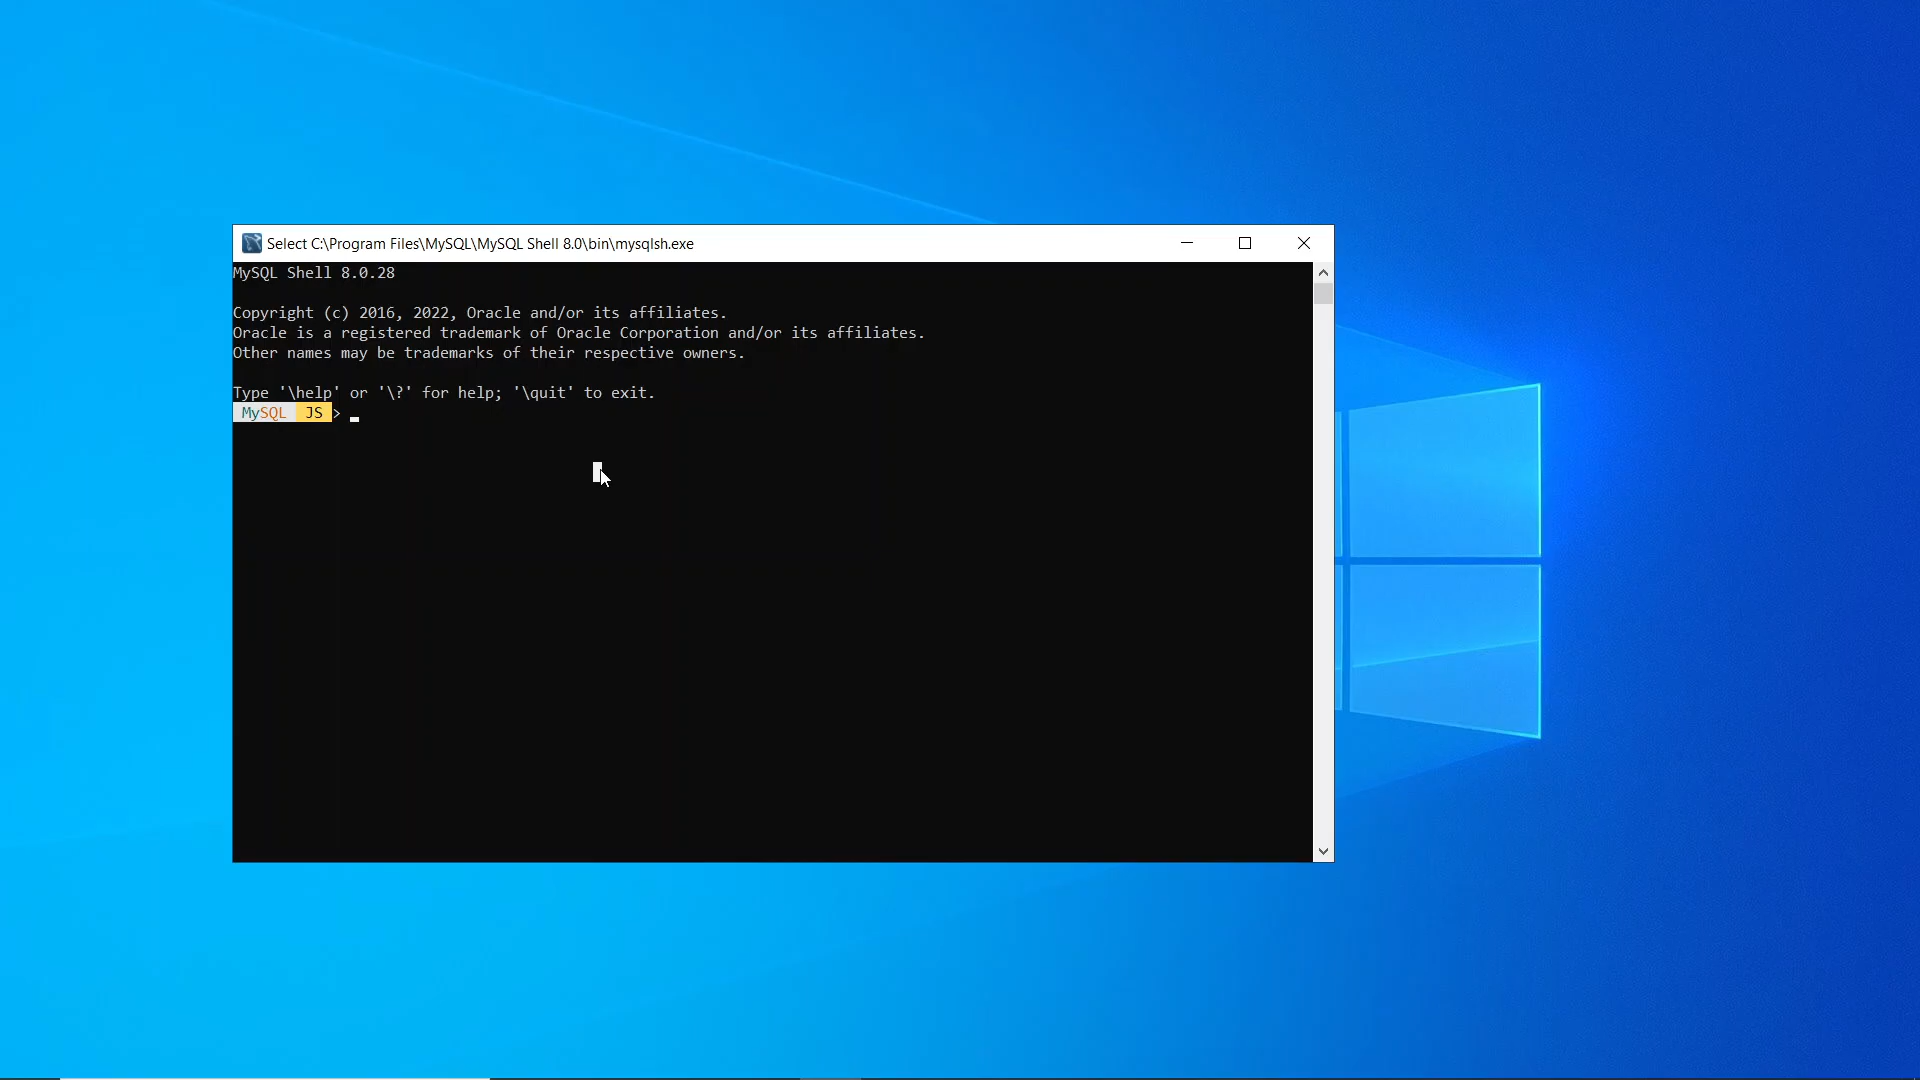 Select C:\Program Files\MySQL\MySQL Shell 8.0\bin\mysqlsh.exe
MySQL Shell 8.0.28
Copyright (c) 2016, 2022, Oracle and/or its affiliates.
Oracle is a registered trademark of Oracle Corporation and/or its affiliates.
Other names may be trademarks of their respective owners.
Type '\help' or '\?' for help; '\quit' to exit.
MySQL JS >